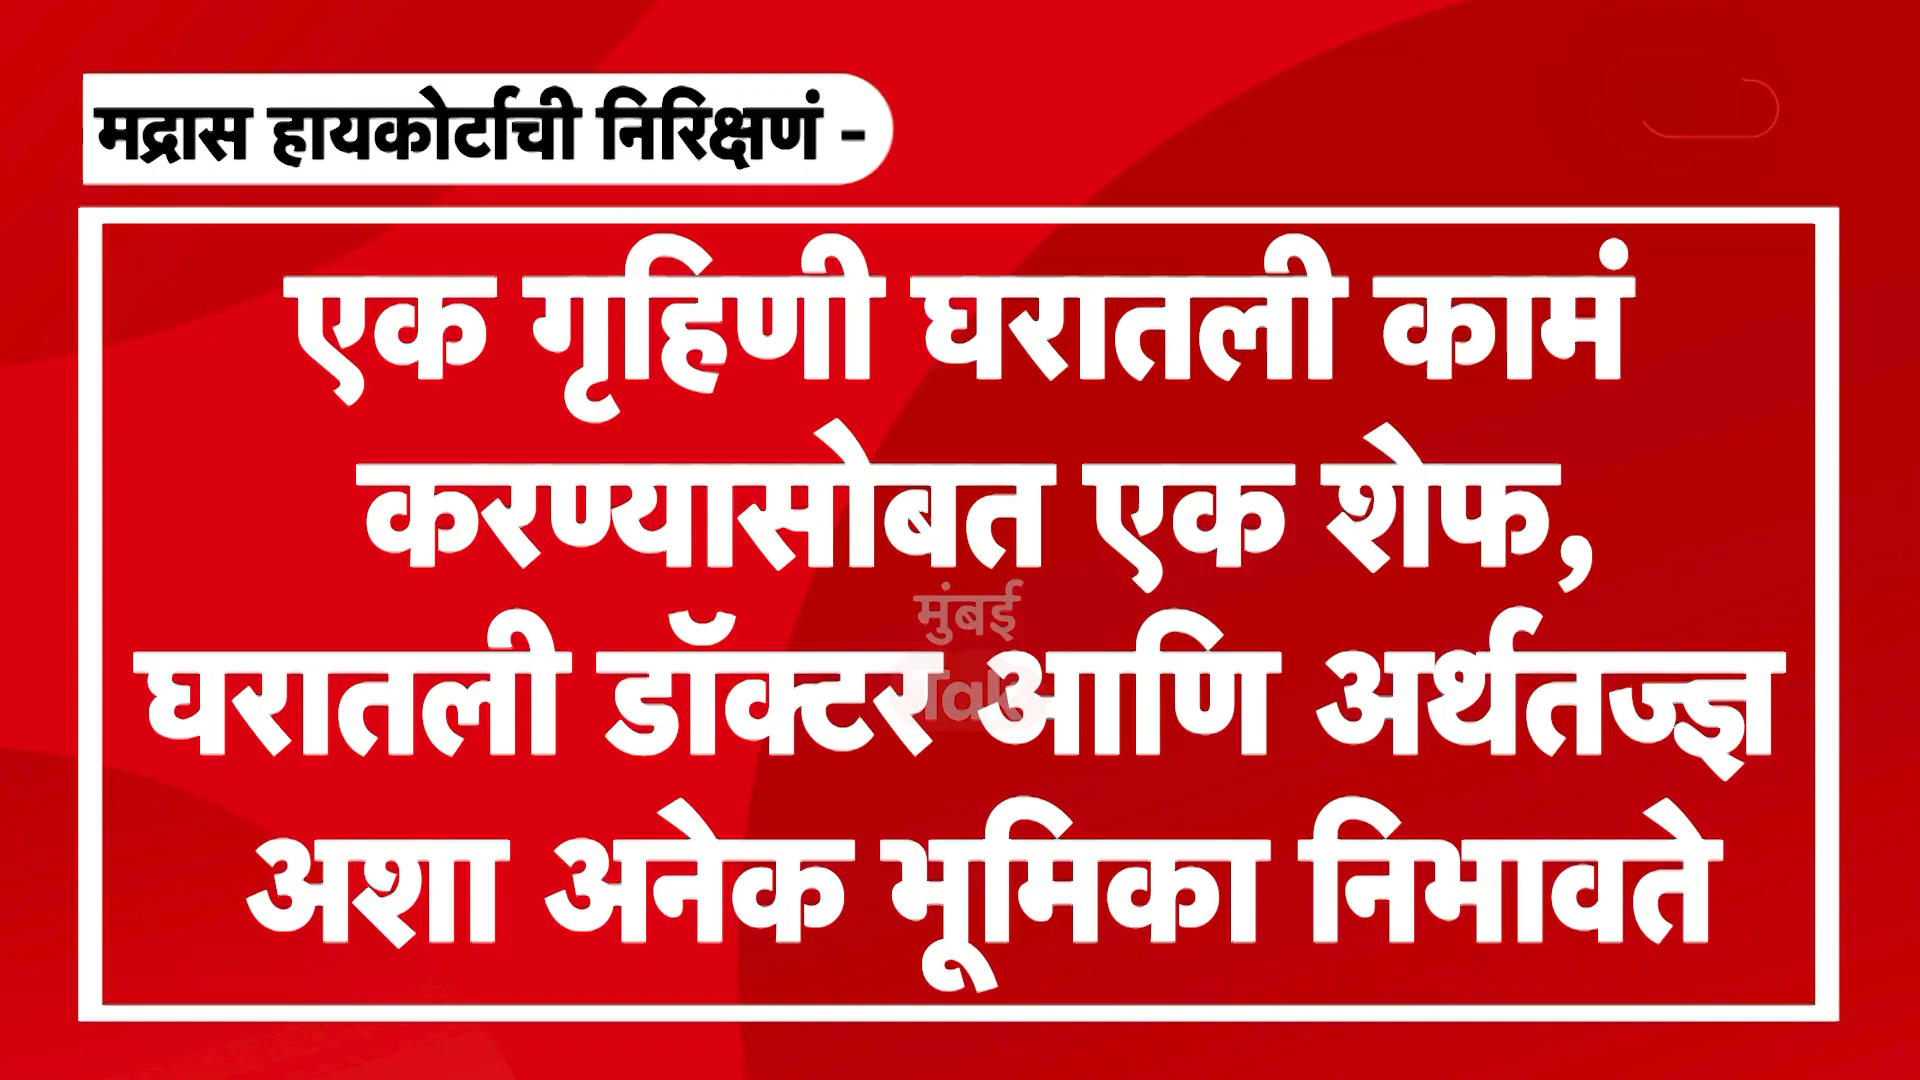 मद्रास हायकोर्टाची निरिक्षणं -
एक गृहिणी घरातली कामं
करण्यासोबत एक शेफ,
घरातली डॉक्टर आणि अर्थतज्ज्ञ
अशा अनेक भूमिका निभावते
मुंबई
Tak